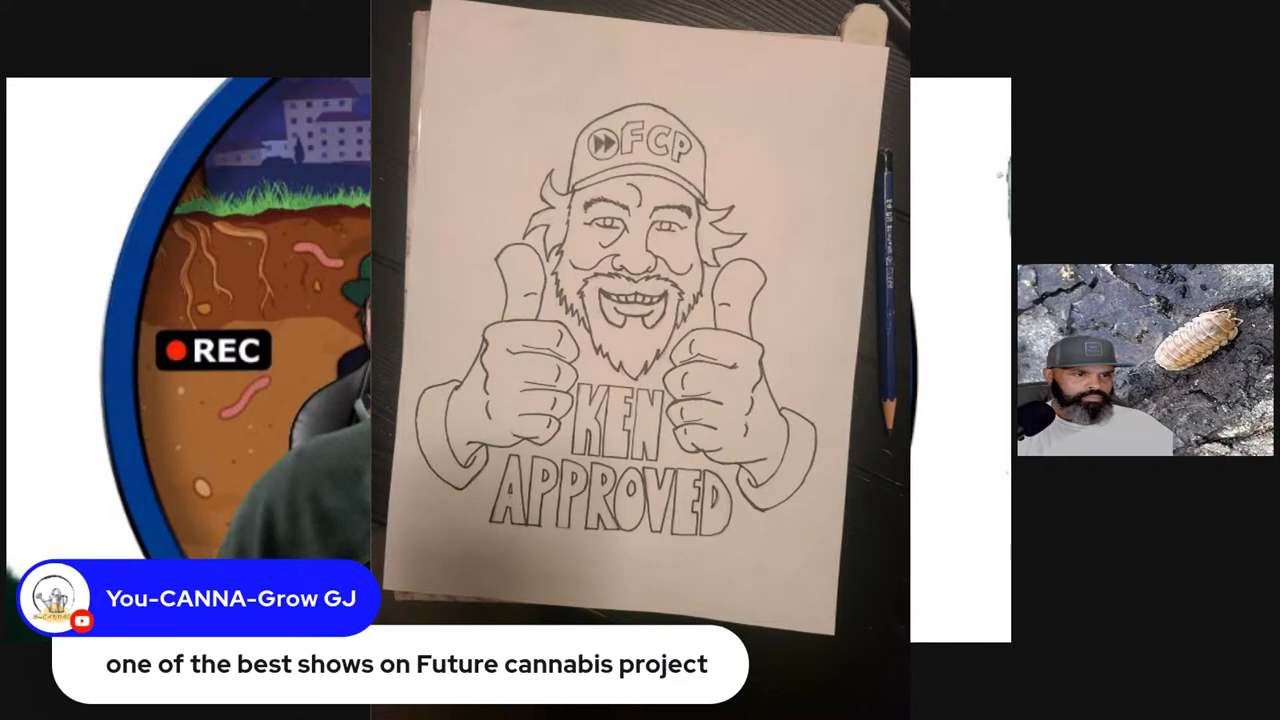 FCP
REC
KEN
APPROVED
You-CANNA-Grow GJ
one of the best shows on Future cannabis project